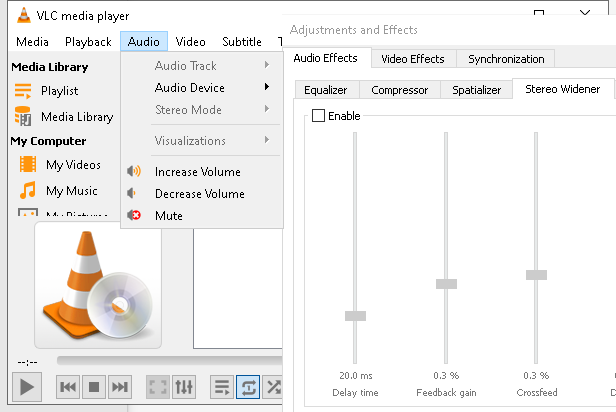 VLC media player
Media Playback Audio Video Subtitle T
Media Library
Playlist
Media Library
My Computer
My Videos
My Music
My Pictures
Audio Track
Audio Device
Stereo Mode
Visualizations
Increase Volume
Decrease Volume
Mute
--:--
Adjustments and Effects
Audio Effects Video Effects Synchronization
Equalizer Compressor Spatializer Stereo Widener
Enable
20.0 ms 0.3 % 0.3 %
Delay time Feedback gain Crossfeed D